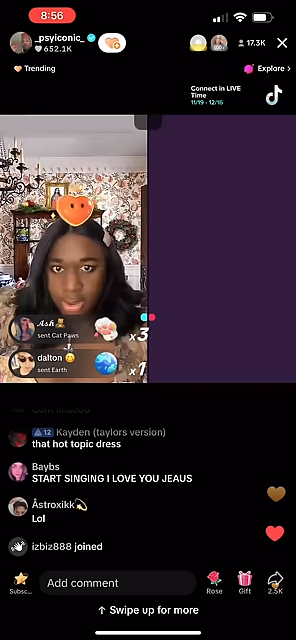 8:56
_psyiconic_
652.1K
17.3K
Trending
Explore >
Connect in LIVE
Time
11/19 - 12/16
Ash
sent Cat Paws
x3
dalton
sent Earth
x1
12 Kayden (taylors version)
that hot topic dress
Baybs
START SINGING I LOVE YOU JEAUS
Åstroxikk
Lol
izbiz888 joined
Subsc...
Add comment
Rose
Gift
2.5K
Swipe up for more